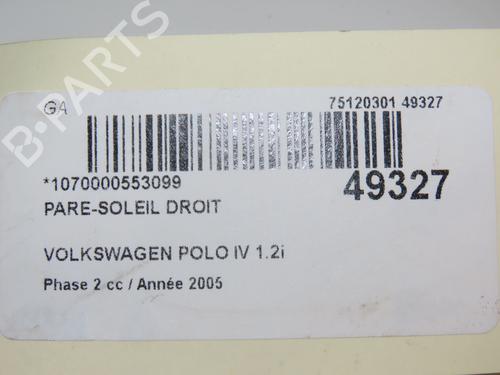 GA
75120301 49327
*1070000553099
49327
PARE-SOLEIL DROIT
VOLKSWAGEN POLO IV 1.2i
Phase 2 cc / Année 2005
B-PARTS